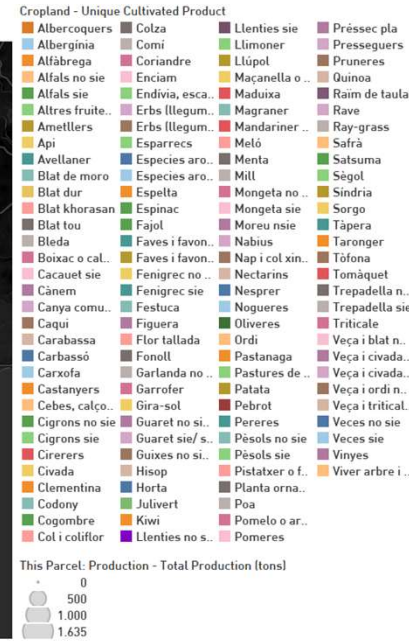 Cropland - Unique Cultivated Product
Albercoquers
Albergínia
Alfàbrega
Alfals no sie
Alfals sie
Altres fruite..
Ametllers
Api
Avellaner
Blat de moro
Blat dur
Blat khorasan
Blat tou
Bleda
Boixac o cal..
Cacauet sie
Cànem
Canya comu..
Caqui
Carabassa
Carbassó
Carxofa
Castanyers
Cebes, calço..
Cigrons no sie
Cigrons sie
Cirerers
Civada
Clementina
Codony
Cogombre
Col i coliflor
Colza
Comí
Coriandre
Enciam
Endívia, esca..
Erbs (llegum..
Erbs (llegum..
Esparrecs
Especies aro..
Especies aro..
Espelta
Espinac
Fajol
Faves i favon..
Faves i favon..
Fenigrec no ..
Fenigrec sie
Festuca
Figuera
Flor tallada
Fonoll
Garlanda no ..
Garrofer
Gira-sol
Guaret no si..
Guaret sie/ s..
Guixes no si..
Hisop
Horta
Julivert
Kiwi
Llenties no s..
Llenties sie
Llimoner
Llúpol
Maçanella o ..
Maduixa
Magraner
Mandariner ..
Meló
Menta
Mill
Mongeta no ..
Mongeta sie
Moreu nsie
Nabius
Nap i col xin..
Nectarins
Nesprer
Nogueres
Oliveres
Ordi
Pastanaga
Pastures de ..
Patata
Pebrot
Pereres
Pèsols no sie
Pèsols sie
Pistatxer o f..
Planta orna..
Poa
Pomelo o ar..
Pomeres
Préssec pla
Presseguers
Pruneres
Quinoa
Raïm de taula
Rave
Ray-grass
Safrà
Satsuma
Sègol
Síndria
Sorgo
Tàpera
Taronger
Tòfona
Tomàquet
Trepadella n..
Trepadella sie
Triticale
Veça i blat n..
Veça i civada..
Veça i civada..
Veça i ordi n..
Veça i trítical..
Veces no sie
Veces sie
Vinyes
Viver arbre i ..
This Parcel: Production - Total Production (tons)
0
500
1.000
1.635